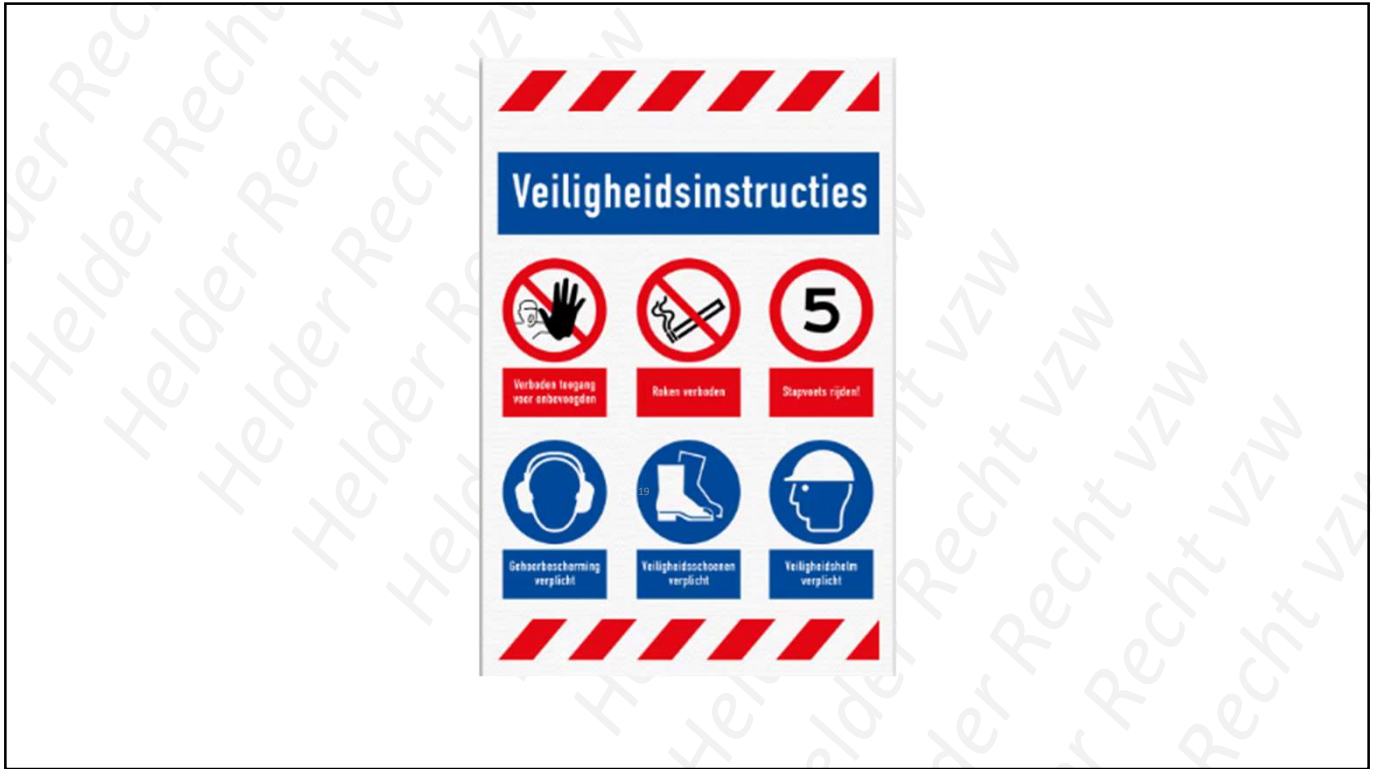 Veiligheidsinstructies
5
Verboden toegang
voor onbevoegden
Roken verboden
Stapvoets rijden!
19
Gehoorbescherming
verplicht
Veiligheidsschoenen
verplicht
Veiligheidshelm
verplicht
Helder Recht vzw